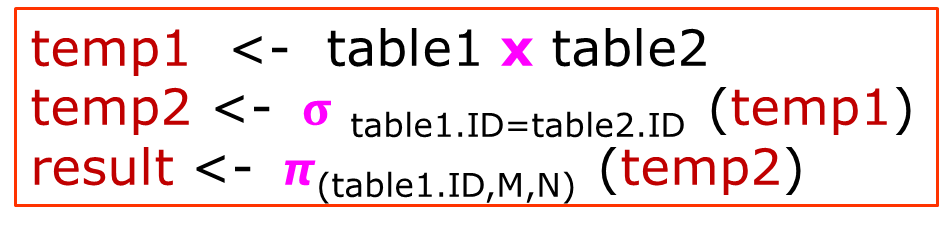 temp1 <- table1 x table2
temp2 <- σ table1.ID=table2.ID (temp1)
result <- π(table1.ID,M,N) (temp2)